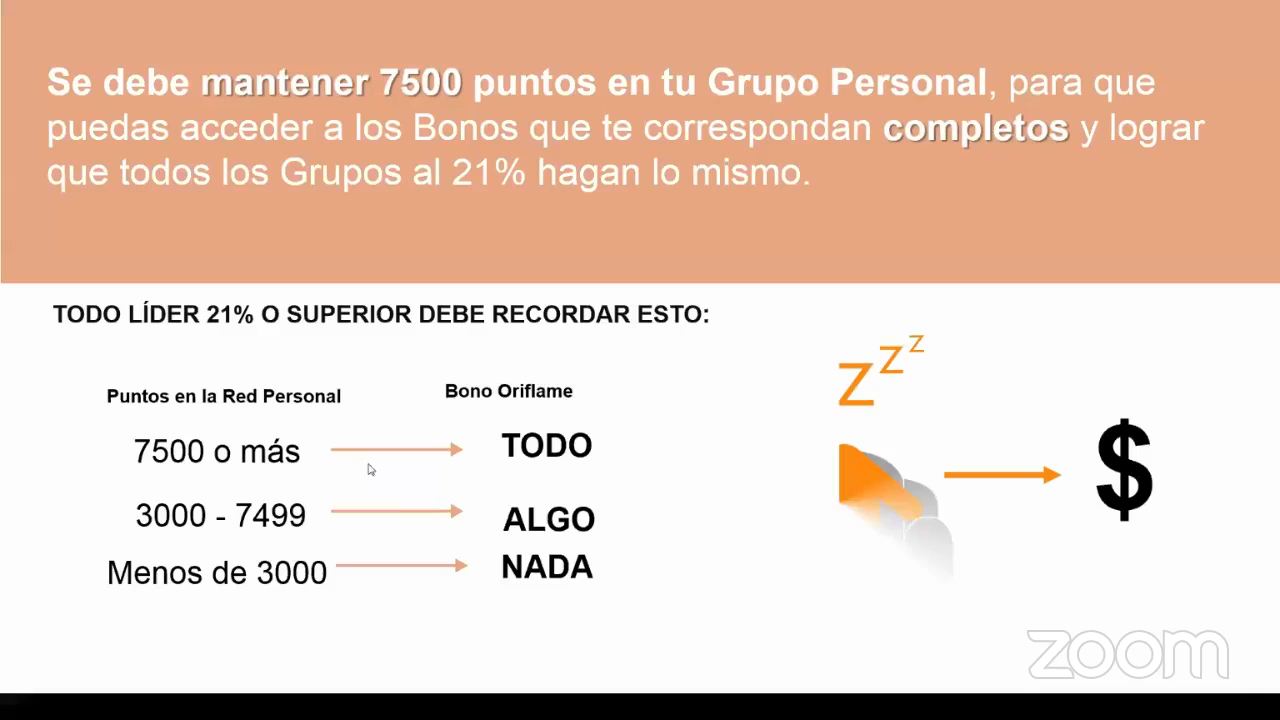 Se debe mantener 7500 puntos en tu Grupo Personal, para que
puedas acceder a los Bonos que te correspondan completos y lograr
que todos los Grupos al 21% hagan lo mismo.
TODO LÍDER 21% O SUPERIOR DEBE RECORDAR ESTO:
Puntos en la Red Personal
Bono Oriflame
7500 o más
TODO
3000 - 7499
ALGO
Menos de 3000
NADA
Z Z Z
$
zoom